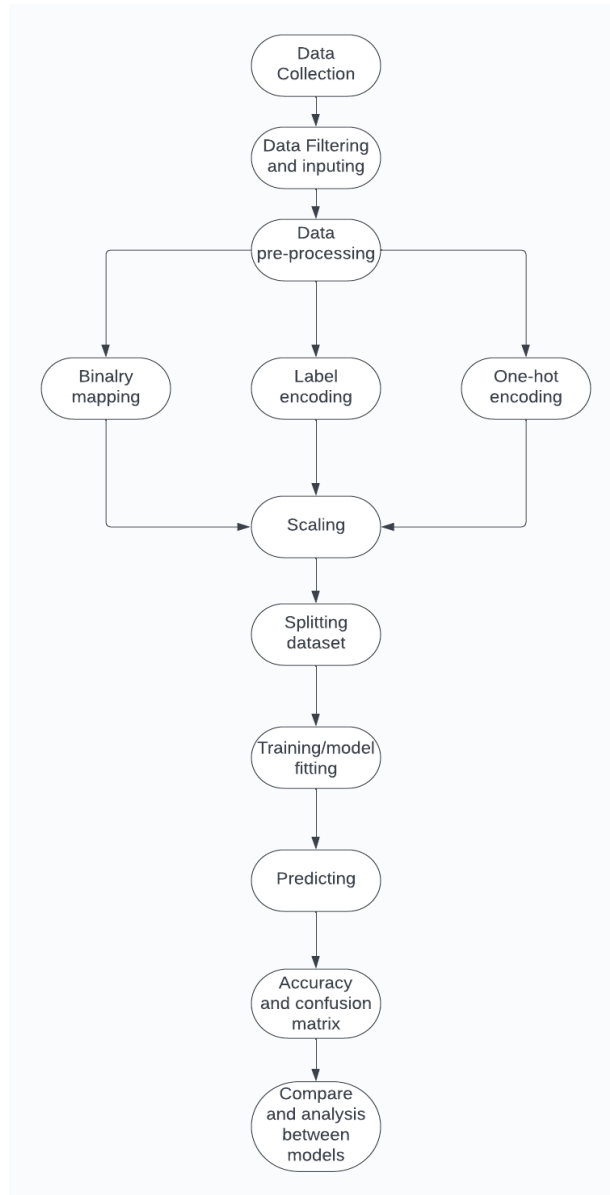 Data
Collection
Data Filtering
and inputing
Data
pre-processing
Binalry
mapping
Label
encoding
One-hot
encoding
Scaling
Splitting
dataset
Training/model
fitting
Predicting
Accuracy
and confusion
matrix
Compare
and analysis
between
models